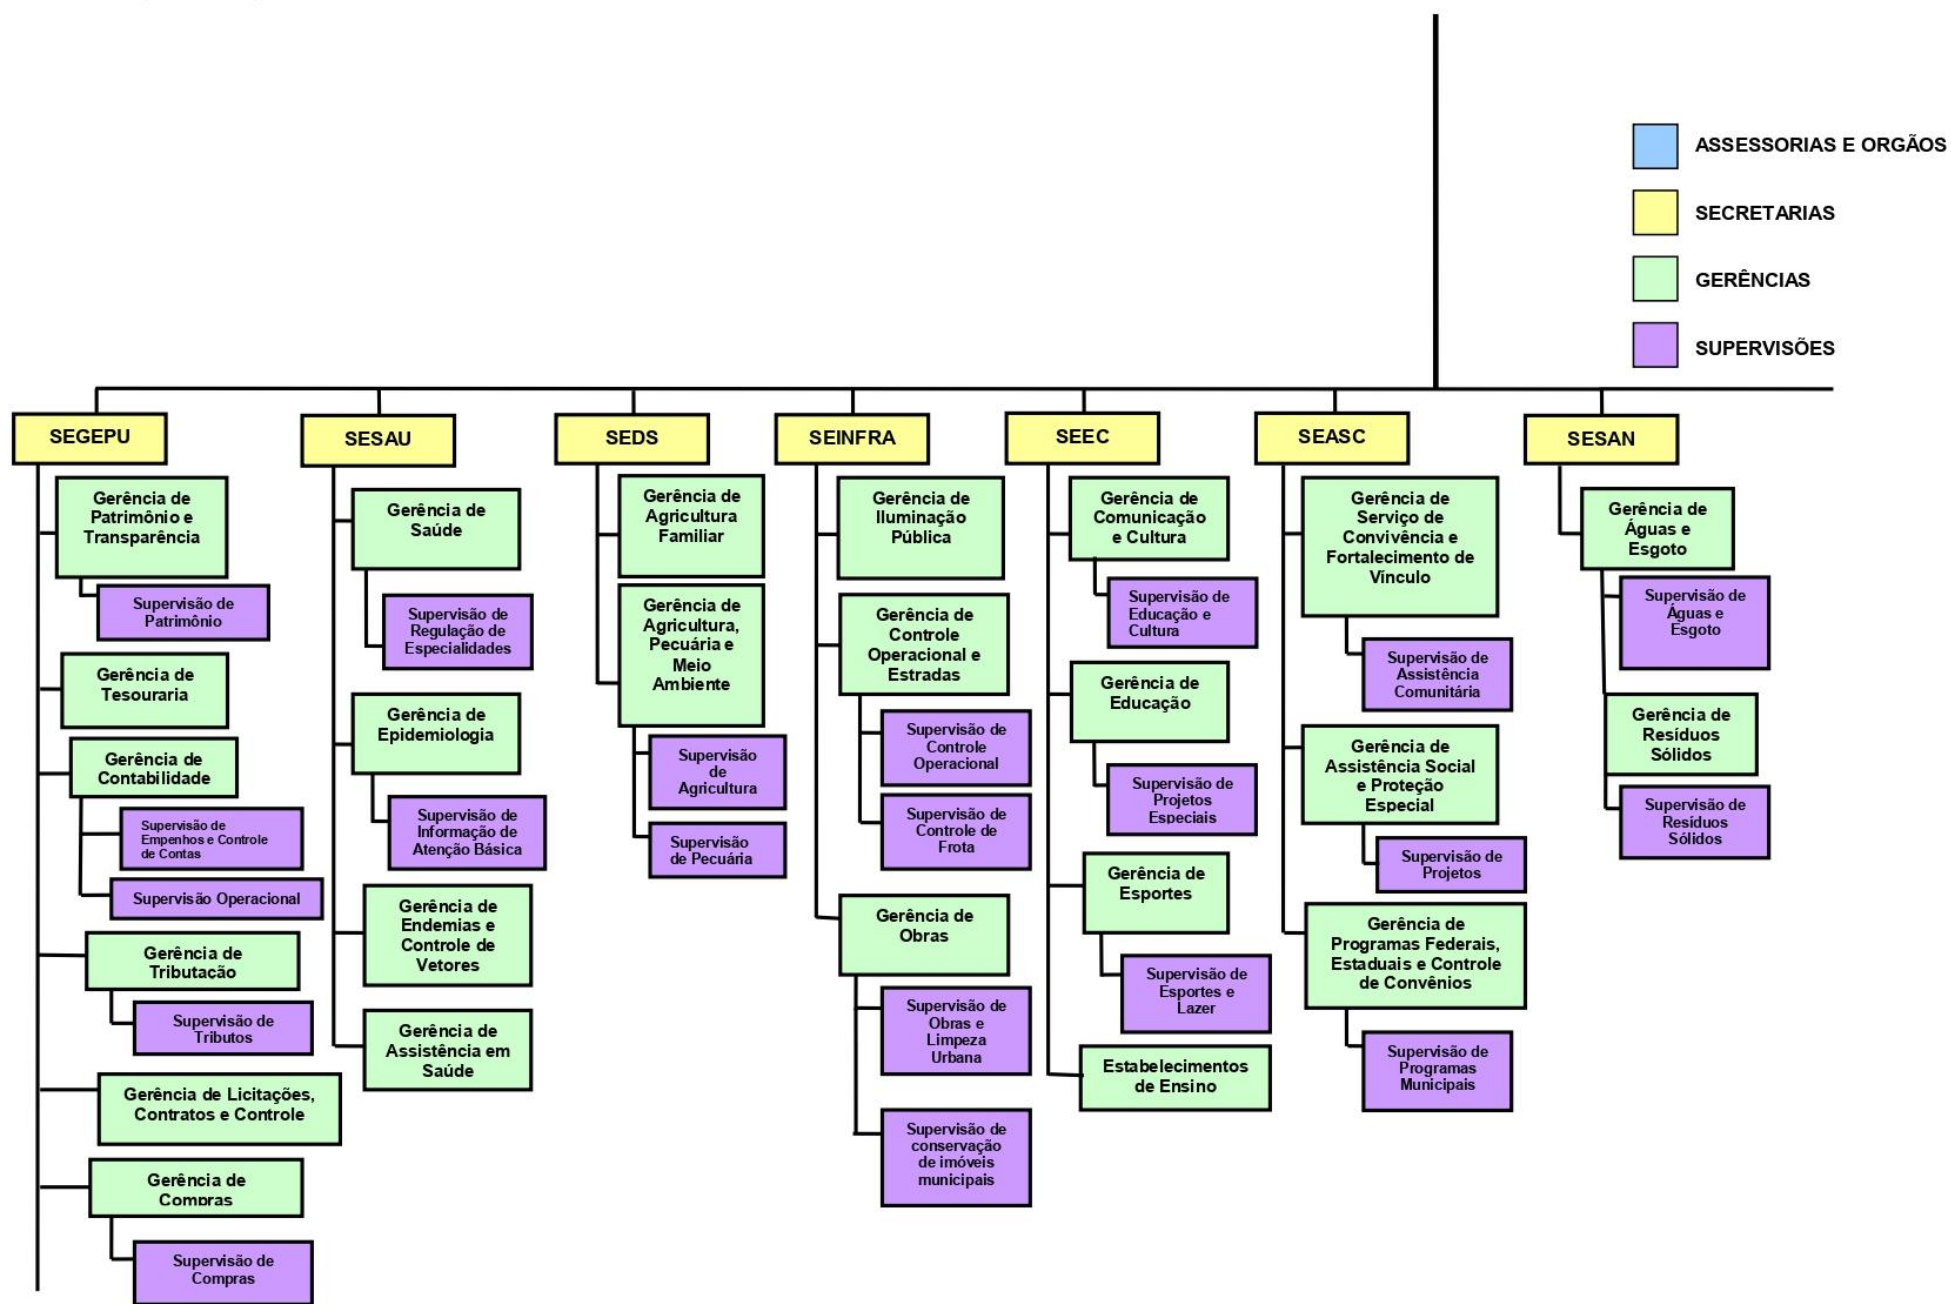 ASSESSORIAS E ORGÃOS
SECRETARIAS
GERÊNCIAS
SUPERVISÕES
SEGEPU
Gerência de
Patrimônio e
Transparência
Supervisão de
Patrimônio
Gerência de
Tesouraria
Gerência de
Contabilidade
Supervisão de
Empenhos e Controle
de Contas
Supervisão Operacional
Gerência de
Tributação
Supervisão de
Tributos
Gerência de Licitações,
Contratos e Controle
Gerência de
Compras
Supervisão de
Compras
SESAU
Gerência de
Saúde
Supervisão de
Regulação de
Especialidades
Gerência de
Epidemiologia
Supervisão de
Informação de
Atenção Básica
Gerência de
Endemias e
Controle de
Vetores
Gerência de
Assistência em
Saúde
SEDS
Gerência de
Agricultura
Familiar
Gerência de
Agricultura,
Pecuária e
Meio
Ambiente
Supervisão
de
Agricultura
Supervisão
de Pecuária
SEINFRA
Gerência de
Iluminação
Pública
Gerência de
Controle
Operacional e
Estradas
Supervisão de
Controle
Operacional
Supervisão de
Controle de
Frota
Gerência de
Obras
Supervisão de
Obras e
Limpeza
Urbana
Supervisão de
conservação
de imóveis
municipais
SEEC
Gerência de
Comunicação
e Cultura
Supervisão de
Educação e
Cultura
Gerência de
Educação
Supervisão de
Projetos
Especiais
Gerência de
Esportes
Supervisão de
Esportes e
Lazer
Estabelecimentos
de Ensino
SEASC
Gerência de
Serviço de
Convivência e
Fortalecimento de
Vínculo
Supervisão de
Assistência
Comunitária
Gerência de
Assistência Social
e Proteção
Especial
Supervisão de
Projetos
Gerência de
Programas Federais,
Estaduais e Controle
de Convênios
Supervisão de
Programas
Municipais
SESAN
Gerência de
Águas e
Esgoto
Supervisão de
Águas e
Esgoto
Gerência de
Resíduos
Sólidos
Supervisão de
Resíduos
Sólidos